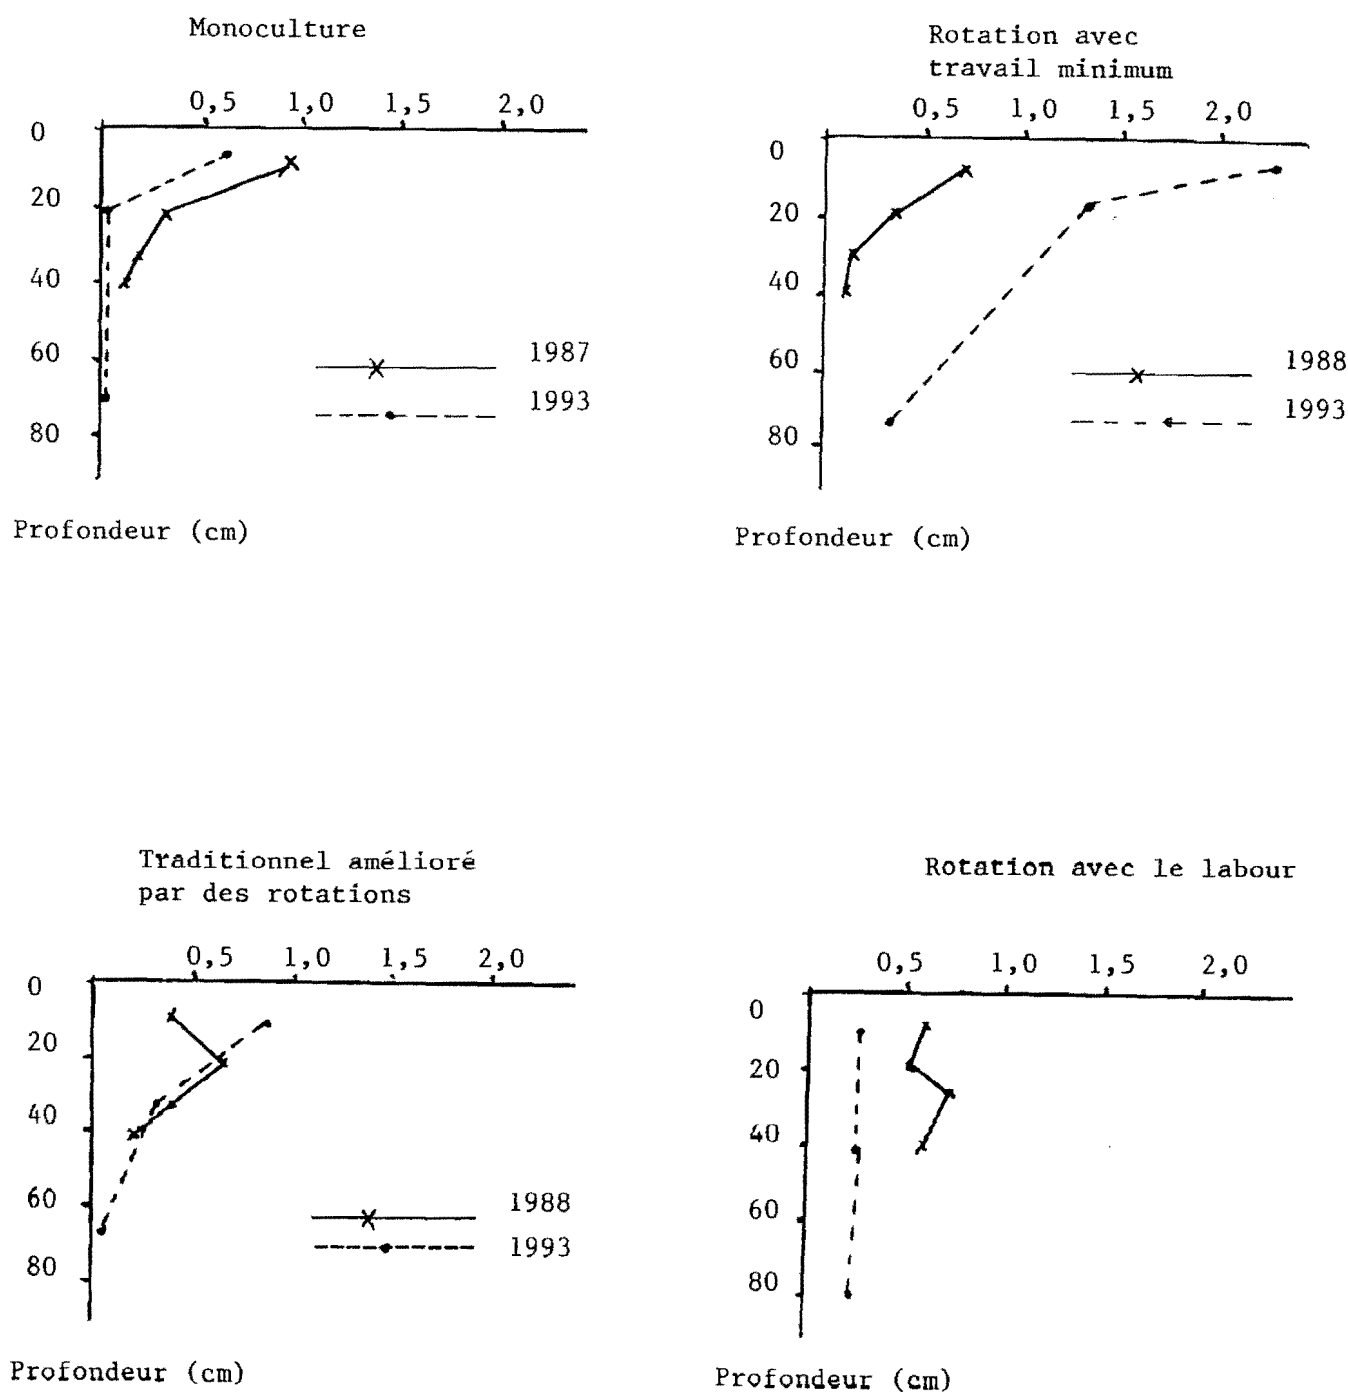 Monoculture
0,5 1,0 1,5 2,0
0
20
40
60
80
1987
1993
Profondeur (cm)
Rotation avec
travail minimum
0,5 1,0 1,5 2,0
0
20
40
60
80
1988
1993
Profondeur (cm)
Traditionnel amélioré
par des rotations
0,5 1,0 1,5 2,0
0
20
40
60
80
1988
1993
Profondeur (cm)
Rotation avec le labour
0,5 1,0 1,5 2,0
0
20
40
60
80
Profondeur (cm)